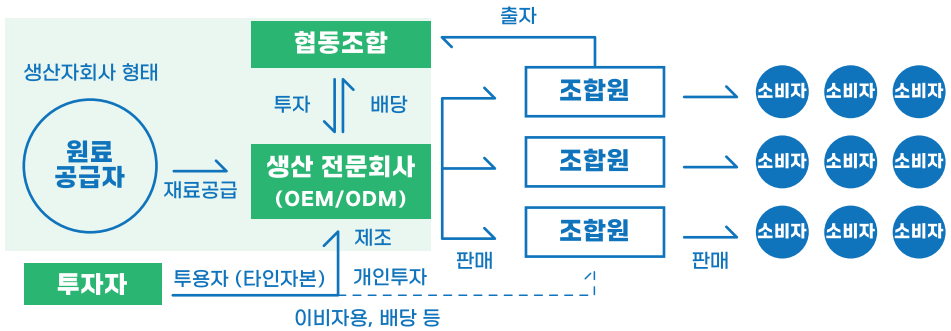 출자
협동조합
생산자회사 형태
투자
배당
원료
공급자
재료공급
생산 전문회사
(OEM/ODM)
조합원
소비자 소비자 소비자
조합원
소비자 소비자 소비자
조합원
소비자 소비자 소비자
제조
판매
판매
투자자
투용자 (타인자본)
개인투자
이비자용, 배당 등